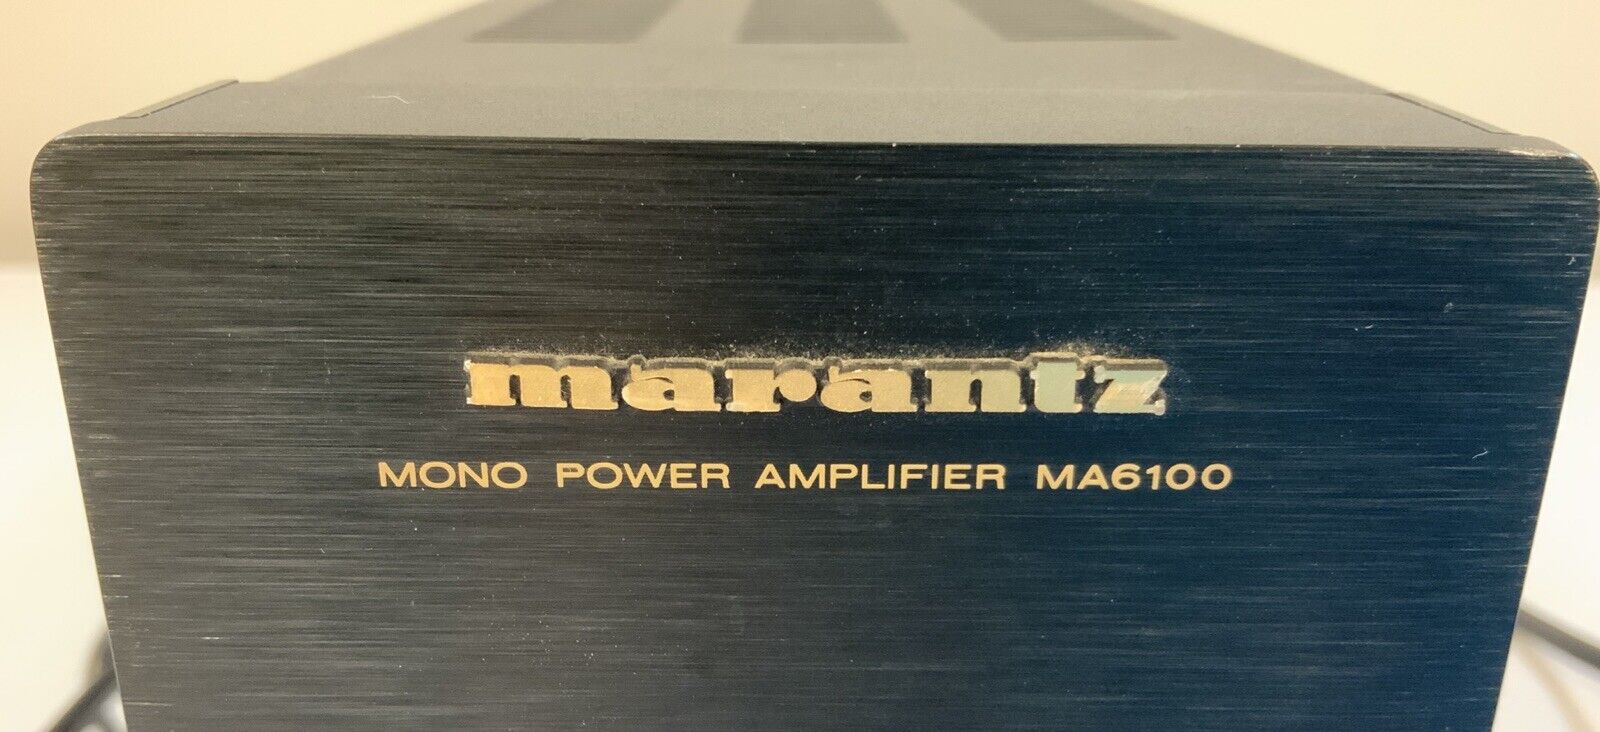 marantz
MONO POWER AMPLIFIER MA6100